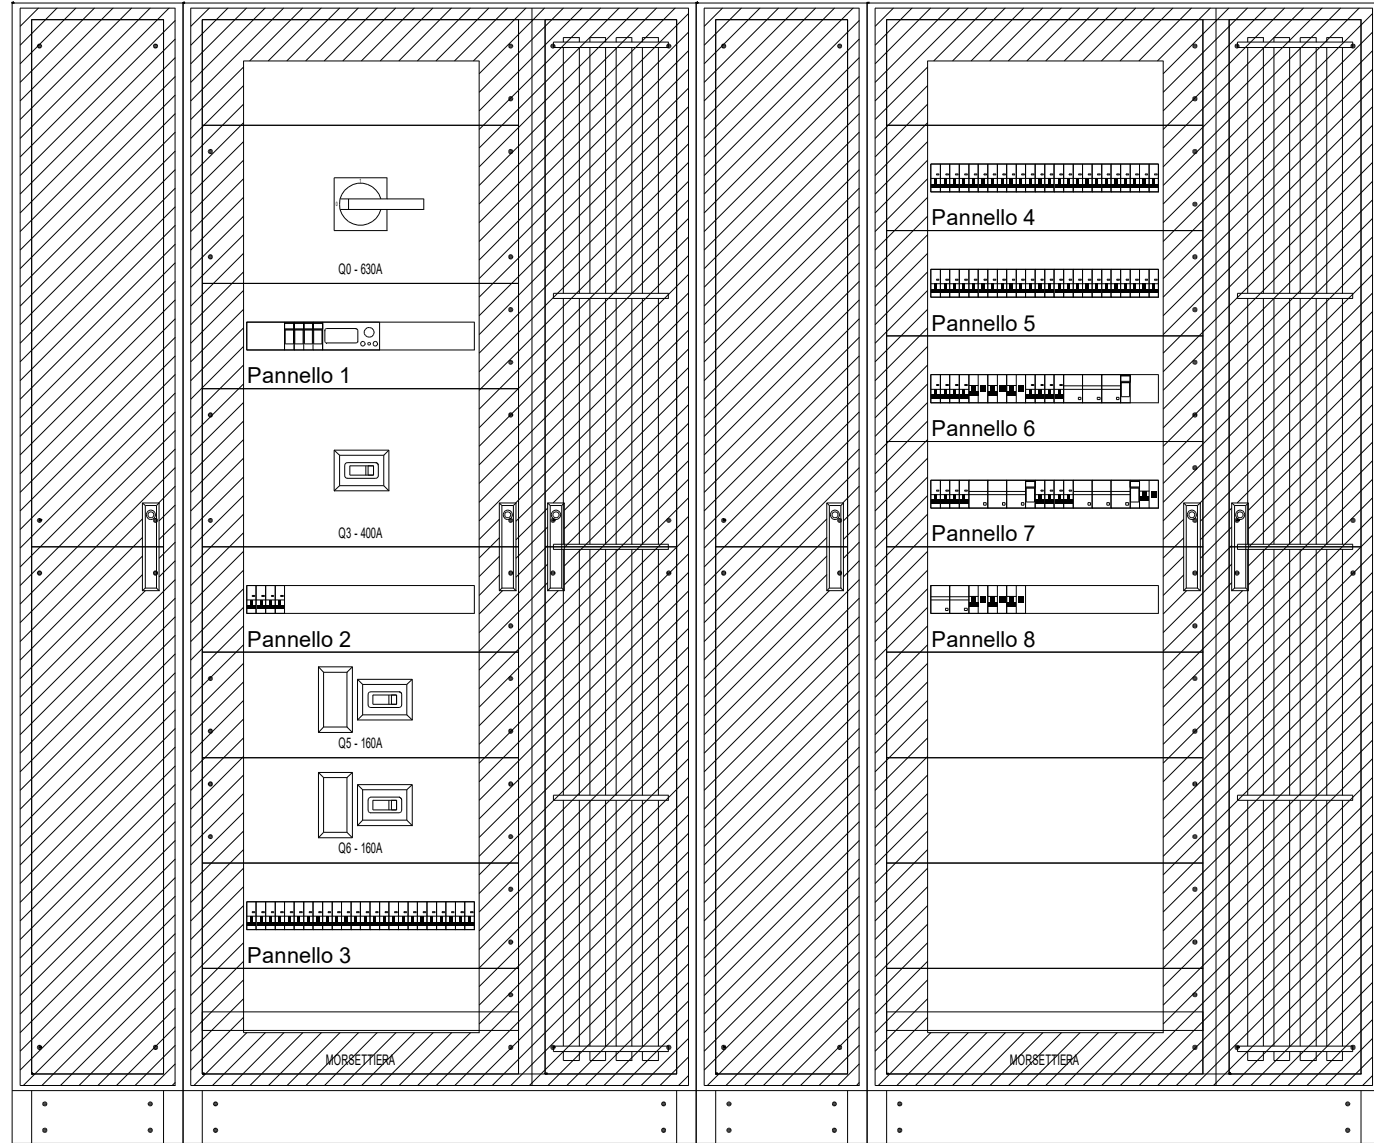 Q0 - 630A
Pannello 1
Q3 - 400A
Pannello 2
Q5 - 160A
Q6 - 160A
Pannello 3
MORSETTIERA
Pannello 4
Pannello 5
Pannello 6
Pannello 7
Pannello 8
MORSETTIERA